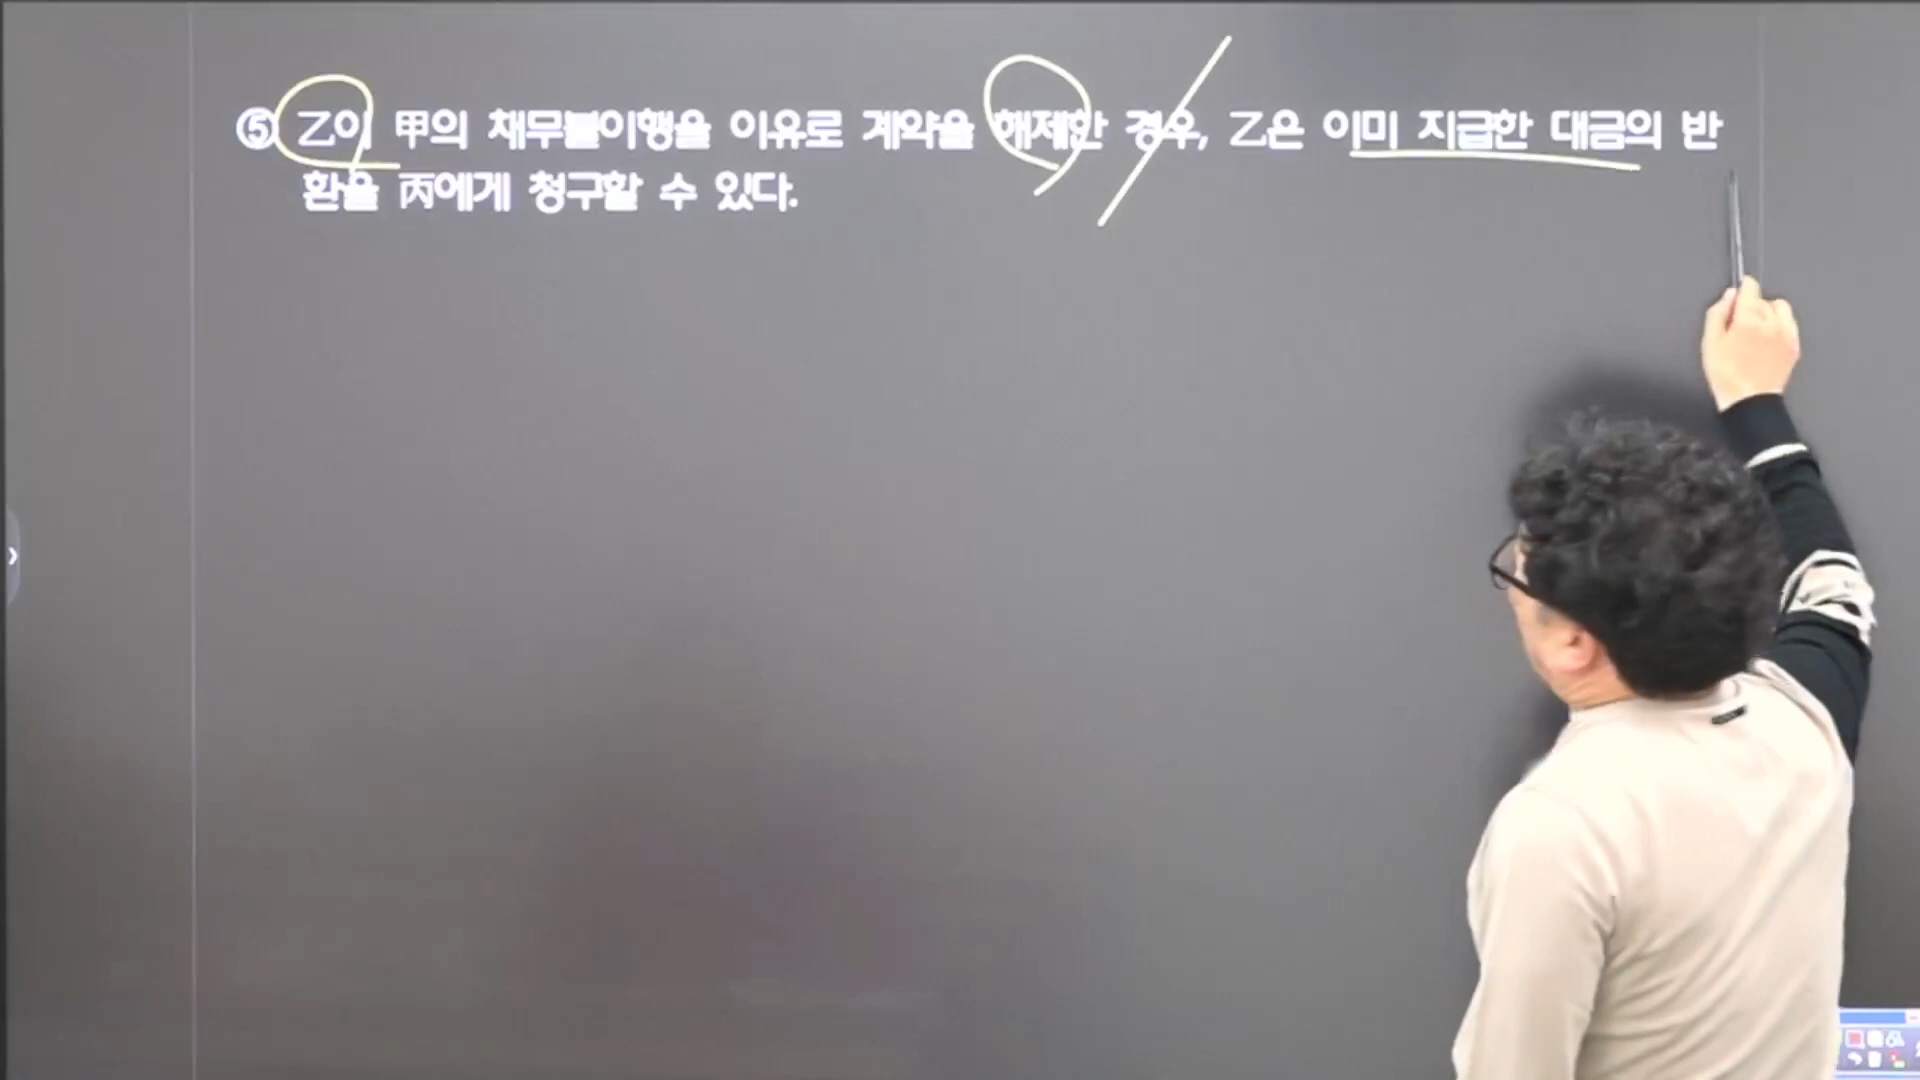 ⑤ 乙이 甲의 채무불이행을 이유로 계약을 해제한 경우, 乙은 이미 지급한 대금의 반
환을 丙에게 청구할 수 있다.